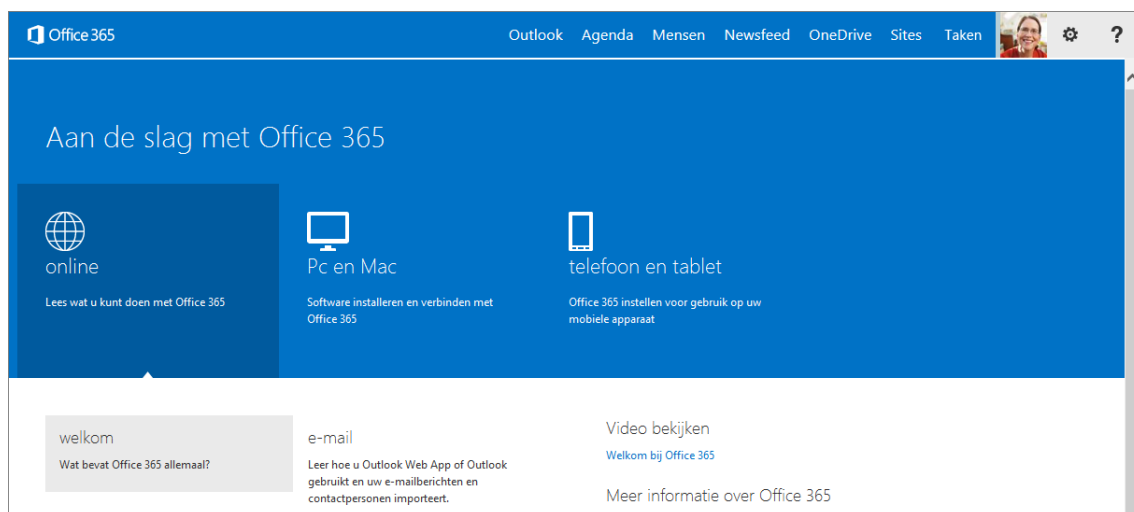 Office 365
Outlook Agenda Mensen Newsfeed OneDrive Sites Taken ?
Aan de slag met Office 365
online
Lees wat u kunt doen met Office 365
Pc en Mac
Software installeren en verbinden met
Office 365
telefoon en tablet
Office 365 instellen voor gebruik op uw
mobiele apparaat
welkom
Wat bevat Office 365 allemaal?
e-mail
Leer hoe u Outlook Web App of Outlook
gebruikt en uw e-mailberichten en
contactpersonen importeert.
Video bekijken
Welkom bij Office 365
Meer informatie over Office 365